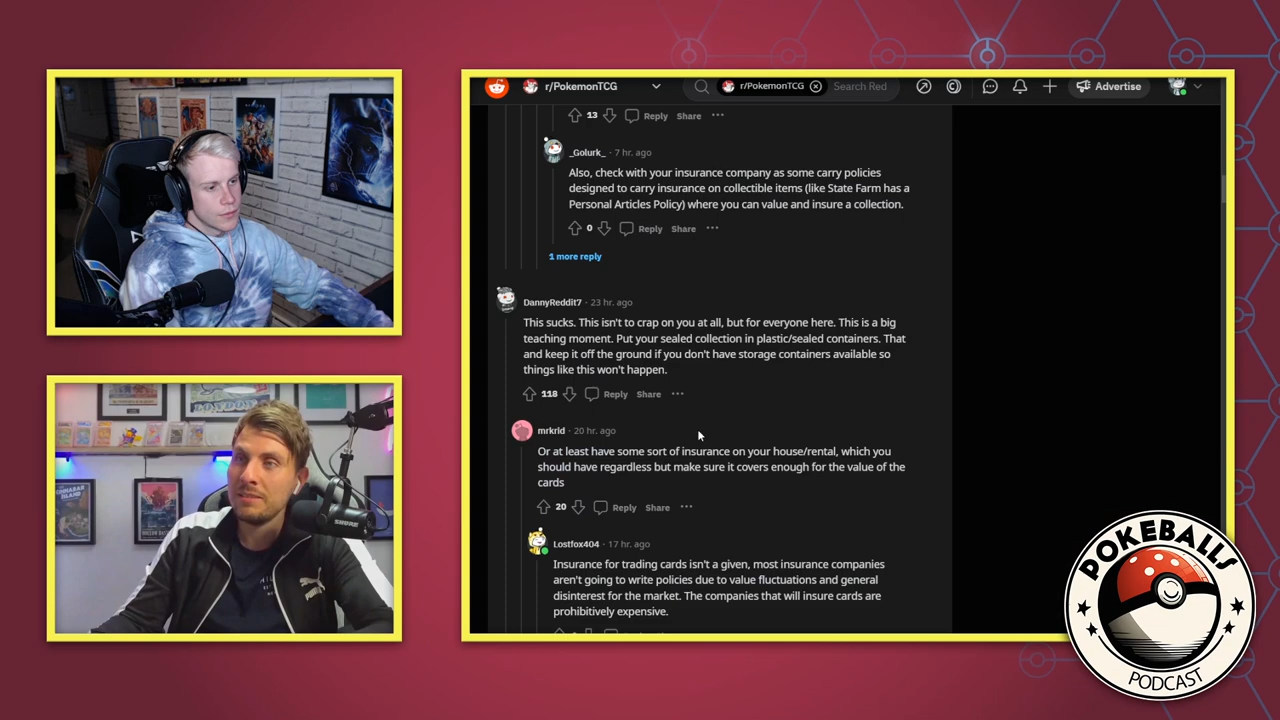 r/PokemonTCG
r/PokemonTCG
Search Red
Advertise
13
Reply
Share
_Golurk_ · 7 hr. ago
Also, check with your insurance company as some carry policies
designed to carry insurance on collectible items (like State Farm has a
Personal Articles Policy) where you can value and insure a collection.
0
Reply
Share
1 more reply
DannyReddit7 · 23 hr. ago
This sucks. This isn't to crap on you at all, but for everyone here. This is a big
teaching moment. Put your sealed collection in plastic/sealed containers. That
and keep it off the ground if you don't have storage containers available so
things like this won't happen.
118
Reply
Share
mrkrid · 20 hr. ago
Or at least have some sort of insurance on your house/rental, which you
should have regardless but make sure it covers enough for the value of the
cards
20
Reply
Share
Lostfox404 · 17 hr. ago
Insurance for trading cards isn't a given, most insurance companies
aren't going to write policies due to value fluctuations and general
disinterest for the market. The companies that will insure cards are
prohibitively expensive.
LONDON
SHURE
PUMA
POKEBALLS
PODCAST